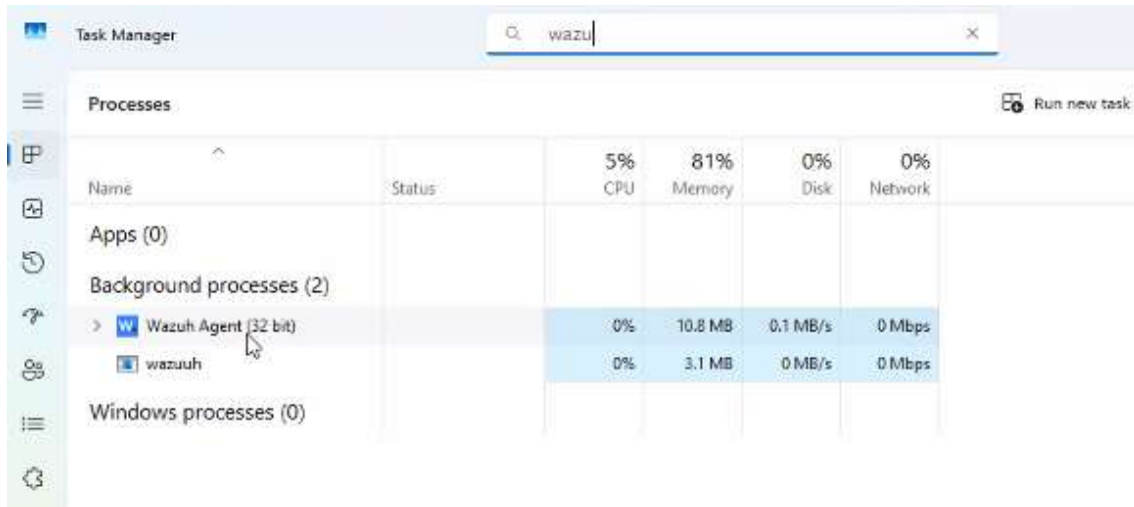 Task Manager
wazu
Processes
Run new task
5% 81% 0% 0%
Name Status CPU Memory Disk Network
Apps (0)
Background processes (2)
Wazuh Agent (32 bit) 0% 10.8 MB 0.1 MB/s 0 Mbps
wazuuh 0% 3.1 MB 0 MB/s 0 Mbps
Windows processes (0)